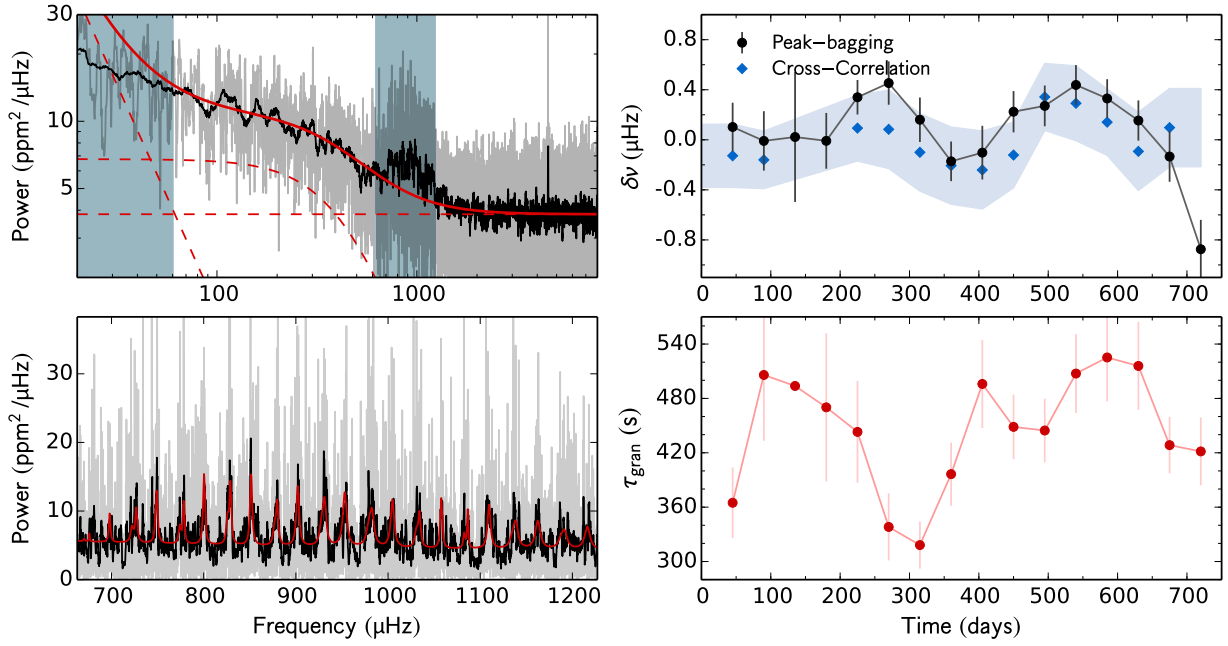 30
10
5
Power (ppm²/µHz)
100
1000
0.8
0.4
0.0
-0.4
-0.8
δν (µHz)
Peak−bagging
Cross−Correlation
0 100 200 300 400 500 600 700
30
20
10
0
Power (ppm²/µHz)
700 800 900 1000 1100 1200
Frequency (µHz)
540
480
420
360
300
τgran (s)
0 100 200 300 400 500 600 700
Time (days)